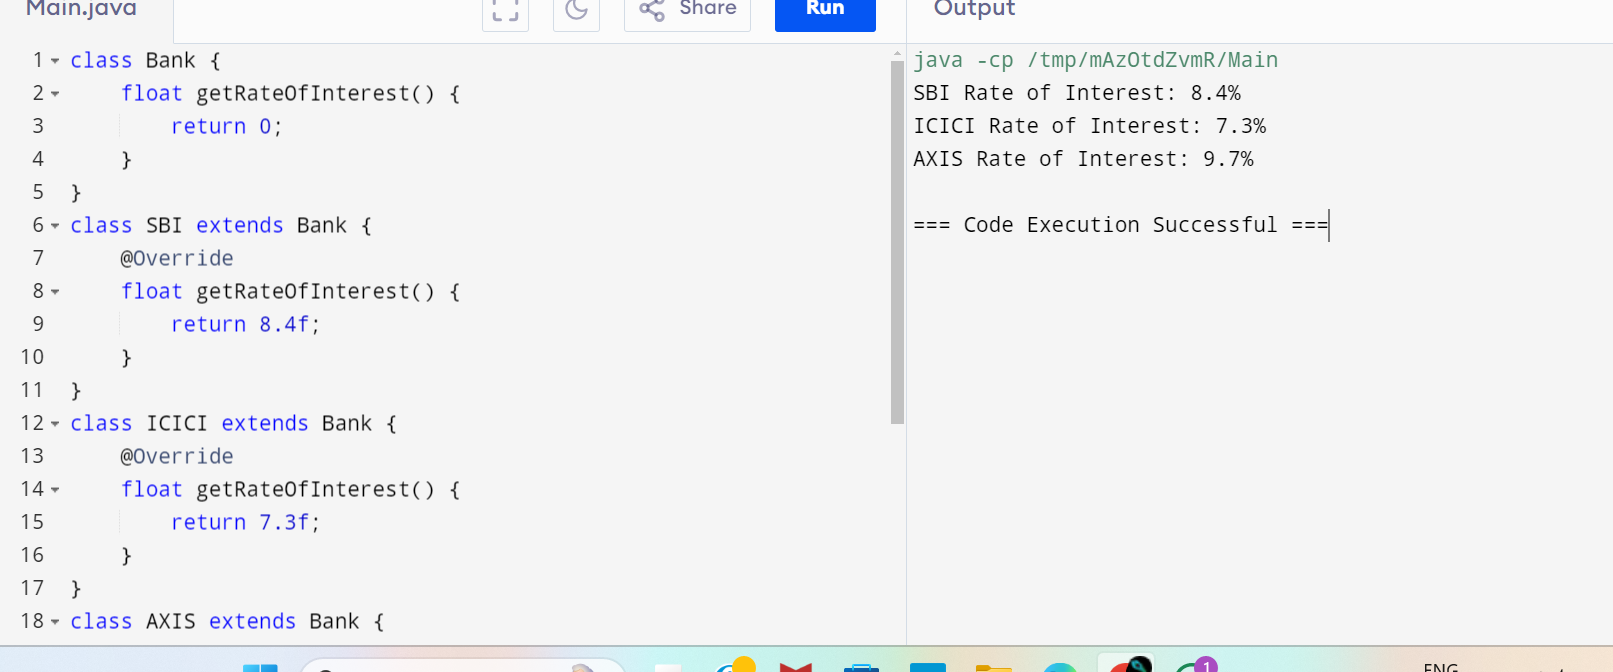 Main.java
Share
Run
Output
1 class Bank {
2 float getRateOfInterest() {
3 return 0;
4 }
5 }
6 class SBI extends Bank {
7 @Override
8 float getRateOfInterest() {
9 return 8.4f;
10 }
11 }
12 class ICICI extends Bank {
13 @Override
14 float getRateOfInterest() {
15 return 7.3f;
16 }
17 }
18 class AXIS extends Bank {
java -cp /tmp/mAzOtdZvmR/Main
SBI Rate of Interest: 8.4%
ICICI Rate of Interest: 7.3%
AXIS Rate of Interest: 9.7%
=== Code Execution Successful ===
1
ENG